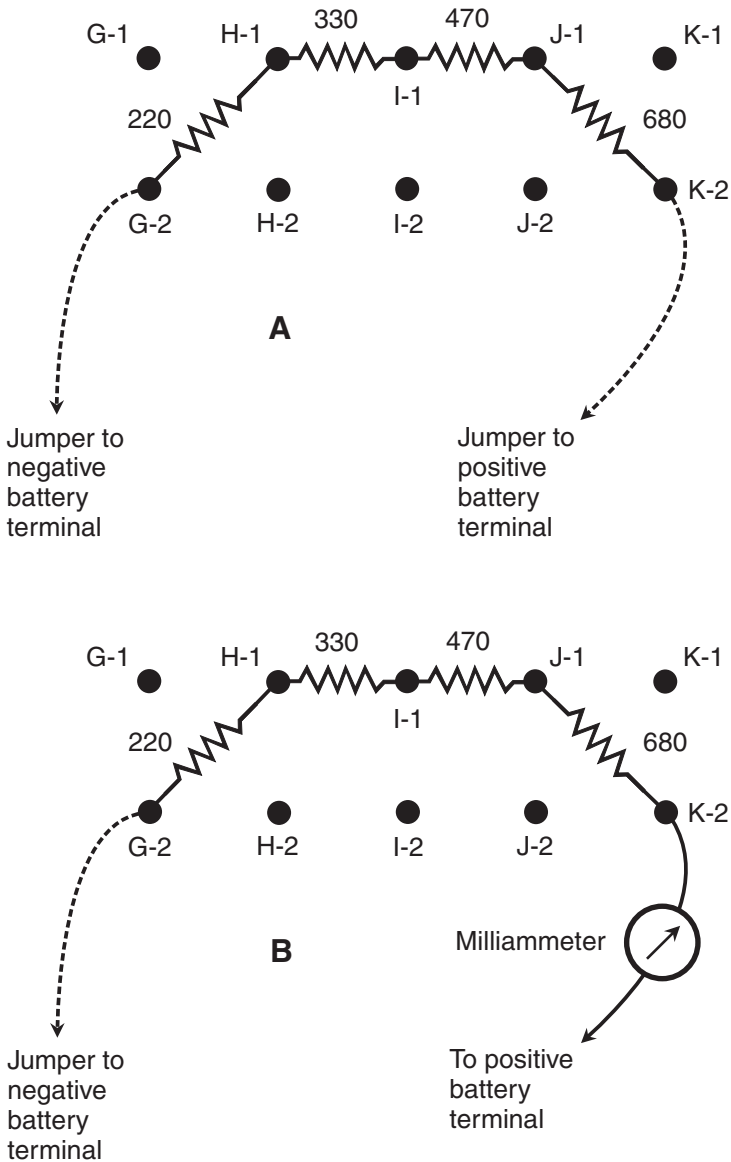 330 470
G-1 H-1 J-1 K-1
I-1
220 680
K-2
G-2 H-2 I-2 J-2
A
Jumper to
negative
battery
terminal
Jumper to
positive
battery
terminal
330 470
G-1 H-1 J-1 K-1
I-1
220 680
K-2
G-2 H-2 I-2 J-2
Milliammeter
B
Jumper to
negative
battery
terminal
To positive
battery
terminal